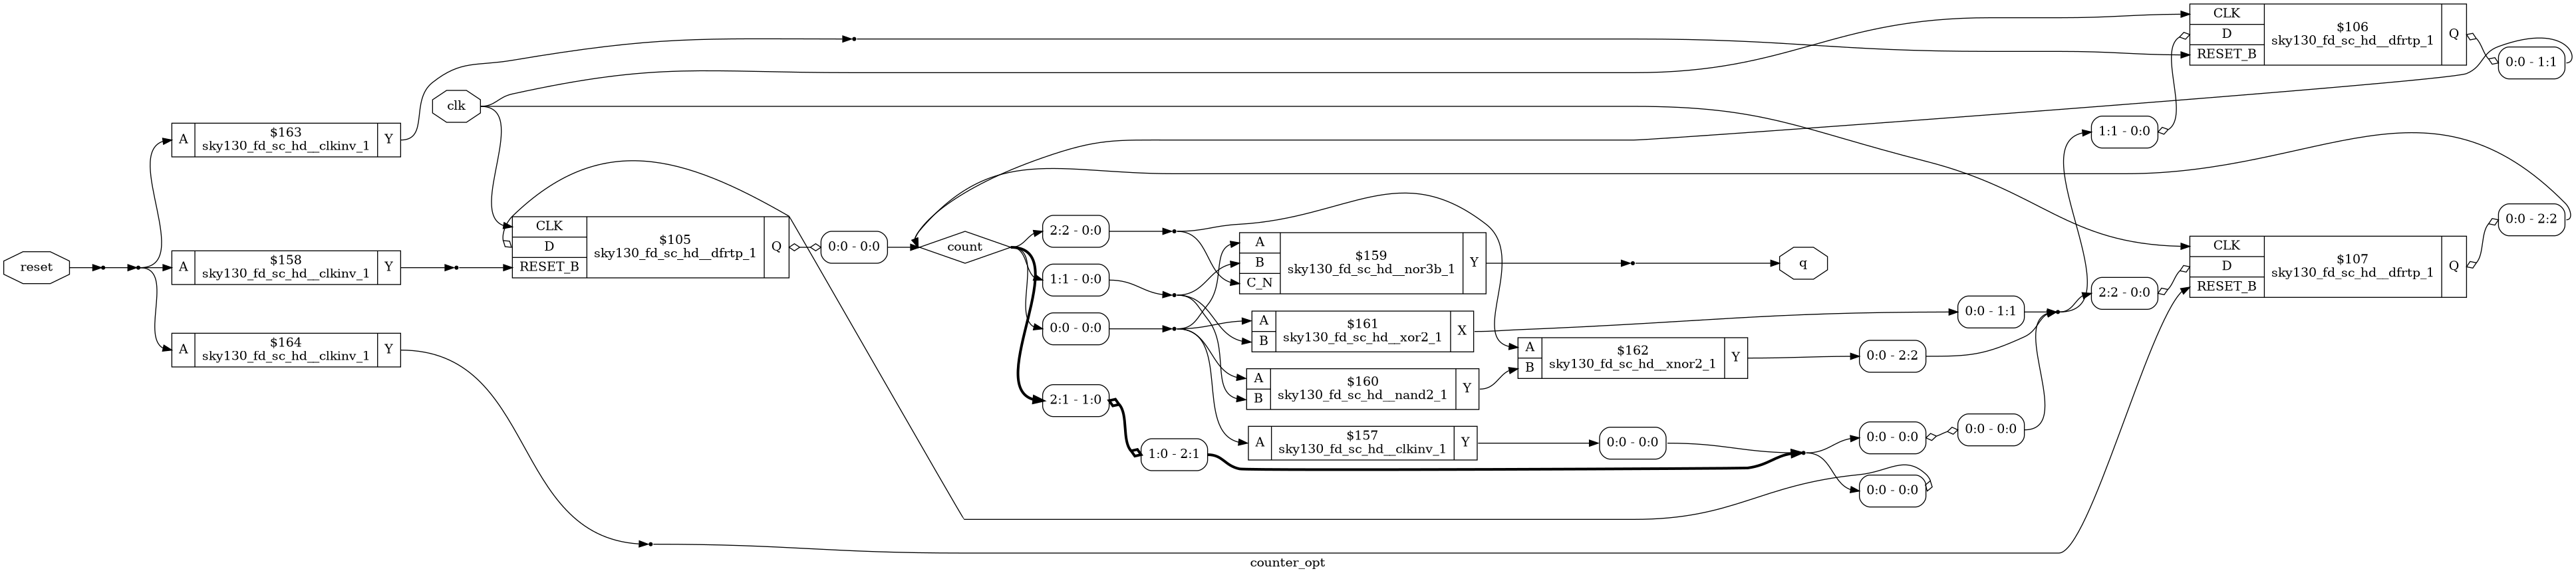 CLK
D
RESET_B
$106
sky130_fd_sc_hd__dfrtp_1
Q
0:0 - 1:1
clk
A
$163
sky130_fd_sc_hd__clkinv_1
Y
1:1 - 0:0
reset
A
$158
sky130_fd_sc_hd__clkinv_1
Y
CLK
D
RESET_B
$105
sky130_fd_sc_hd__dfrtp_1
Q
0:0 - 0:0
count
2:2 - 0:0
1:1 - 0:0
0:0 - 0:0
2:1 - 1:0
1:0 - 2:1
A
B
C_N
$159
sky130_fd_sc_hd__nor3b_1
Y
q
CLK
D
RESET_B
$107
sky130_fd_sc_hd__dfrtp_1
Q
0:0 - 2:2
2:2 - 0:0
A
$164
sky130_fd_sc_hd__clkinv_1
Y
A
B
$161
sky130_fd_sc_hd__xor2_1
X
0:0 - 1:1
A
B
$162
sky130_fd_sc_hd__xnor2_1
Y
0:0 - 2:2
A
B
$160
sky130_fd_sc_hd__nand2_1
Y
A
$157
sky130_fd_sc_hd__clkinv_1
Y
0:0 - 0:0
0:0 - 0:0
0:0 - 0:0
0:0 - 0:0
counter_opt